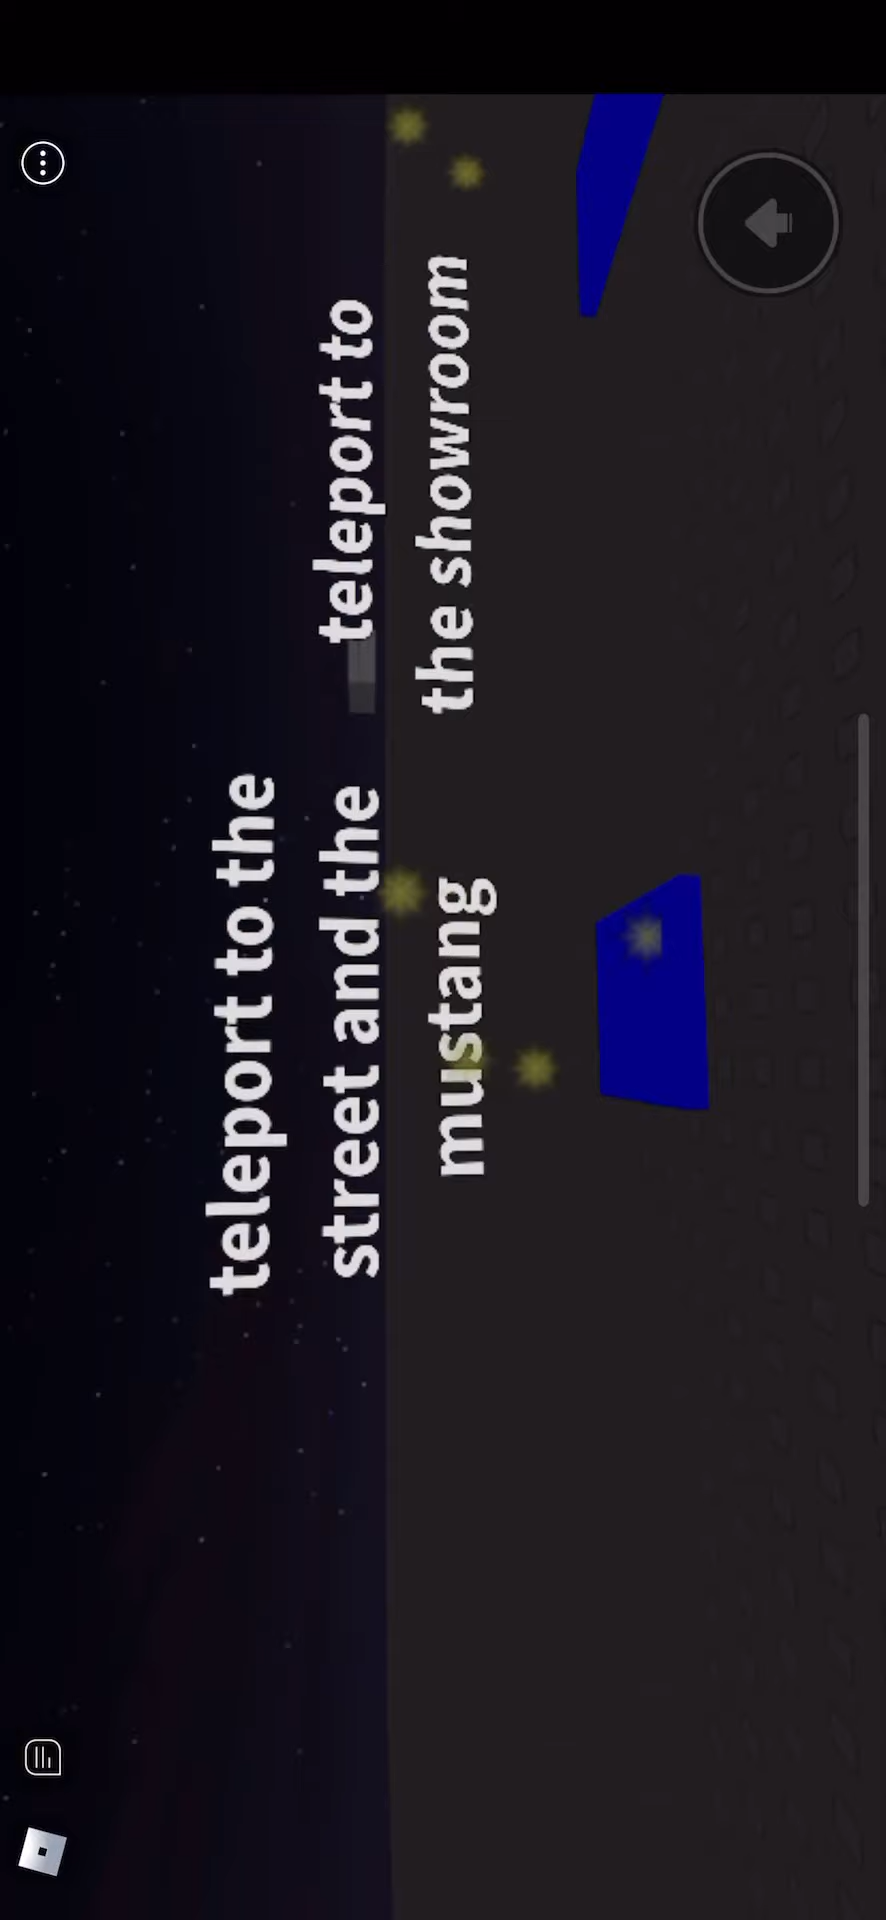 teleport to the
street and the
mustang
teleport to
the showroom